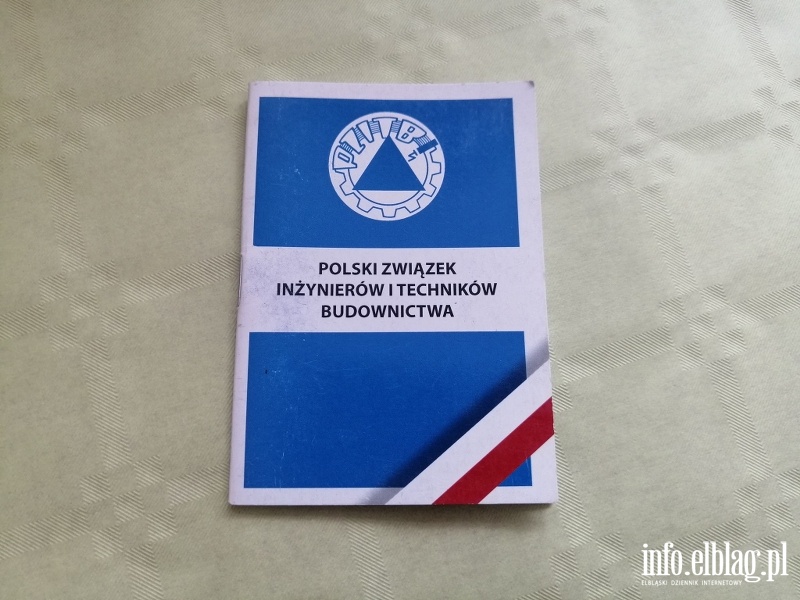 PZITB
POLSKI ZWIĄZEK
INŻYNIERÓW I TECHNIKÓW
BUDOWNICTWA
info.elblag.pl
ELBLĄSKI DZIENNIK INTERNETOWY